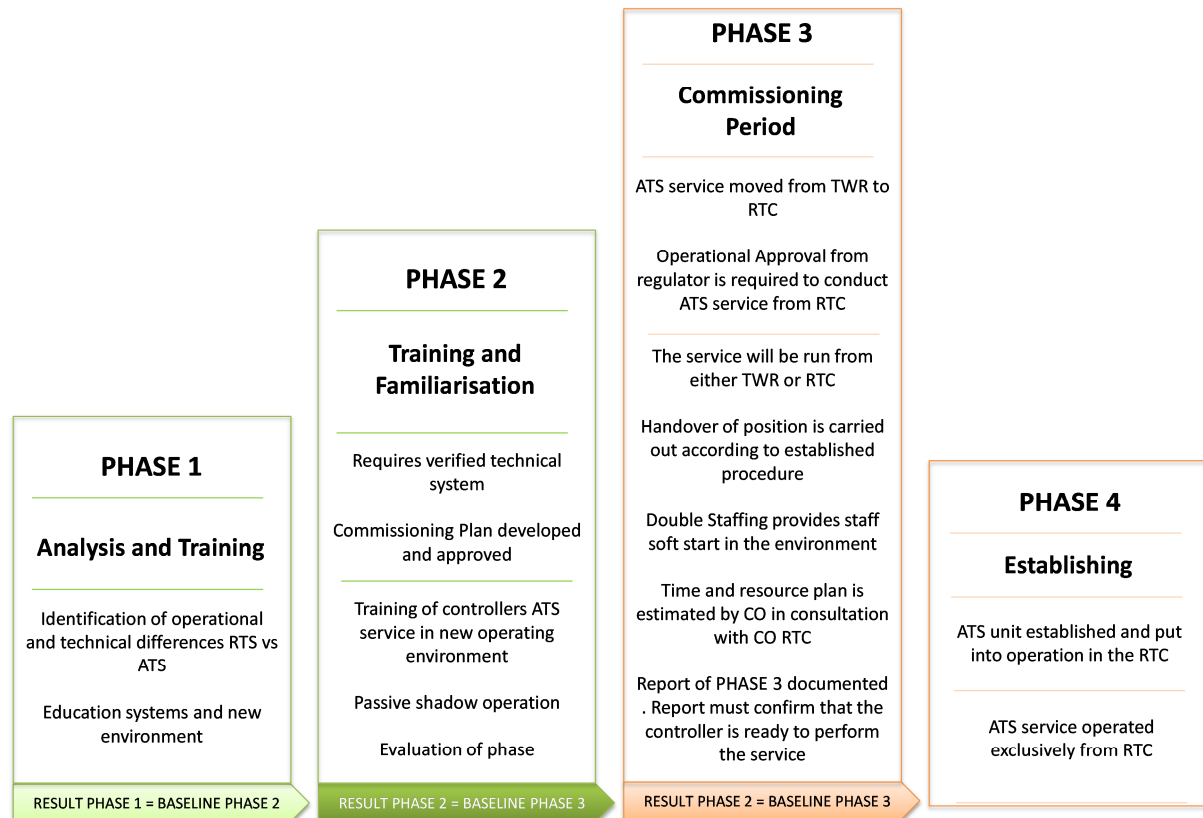 PHASE 1
Analysis and Training
Identification of operational
and technical differences RTS vs
ATS
Education systems and new
environment
RESULT PHASE 1 = BASELINE PHASE 2
PHASE 2
Training and
Familiarisation
Requires verified technical
system
Commissioning Plan developed
and approved
Training of controllers ATS
service in new operating
environment
Passive shadow operation
Evaluation of phase
RESULT PHASE 2 = BASELINE PHASE 3
PHASE 3
Commissioning
Period
ATS service moved from TWR to
RTC
Operational Approval from
regulator is required to conduct
ATS service from RTC
The service will be run from
either TWR or RTC
Handover of position is carried
out according to established
procedure
Double Staffing provides staff
soft start in the environment
Time and resource plan is
estimated by CO in consultation
with CO RTC
Report of PHASE 3 documented
. Report must confirm that the
controller is ready to perform
the service
RESULT PHASE 2 = BASELINE PHASE 3
PHASE 4
Establishing
ATS unit established and put
into operation in the RTC
ATS service operated
exclusively from RTC